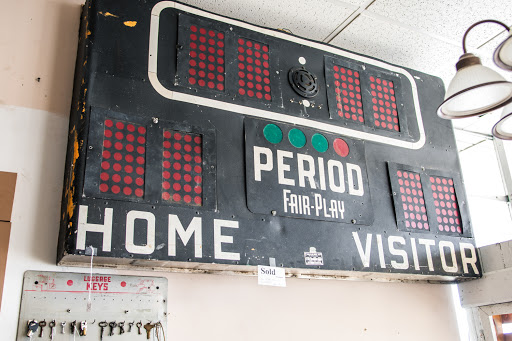 PERIOD
FAIR-PLAY
HOME VISITOR
Sold
LUGGAGE
KEYS